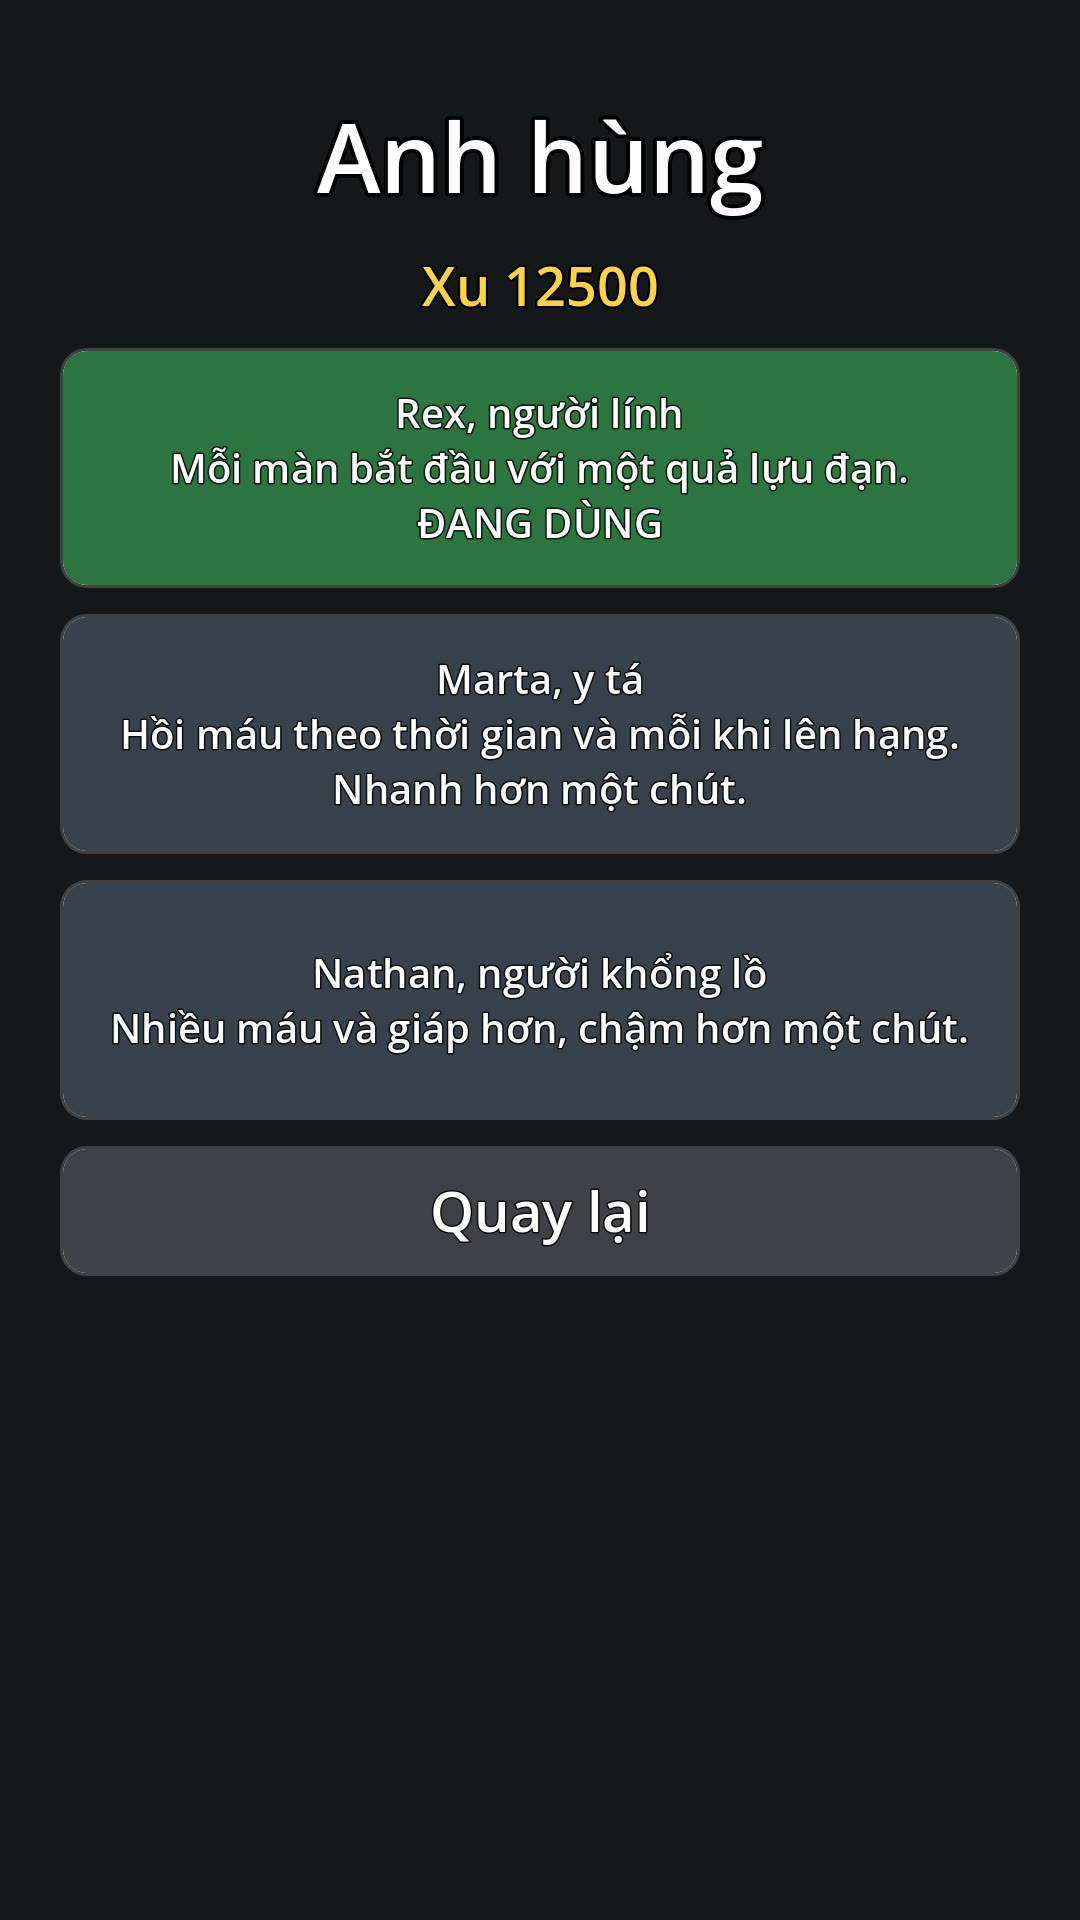 Anh hùng
Xu 12500
Rex, người lính
Mỗi màn bắt đầu với một quả lựu đạn.
ĐANG DÙNG
Marta, y tá
Hồi máu theo thời gian và mỗi khi lên hạng.
Nhanh hơn một chút.
Nathan, người khổng lồ
Nhiều máu và giáp hơn, chậm hơn một chút.
Quay lại